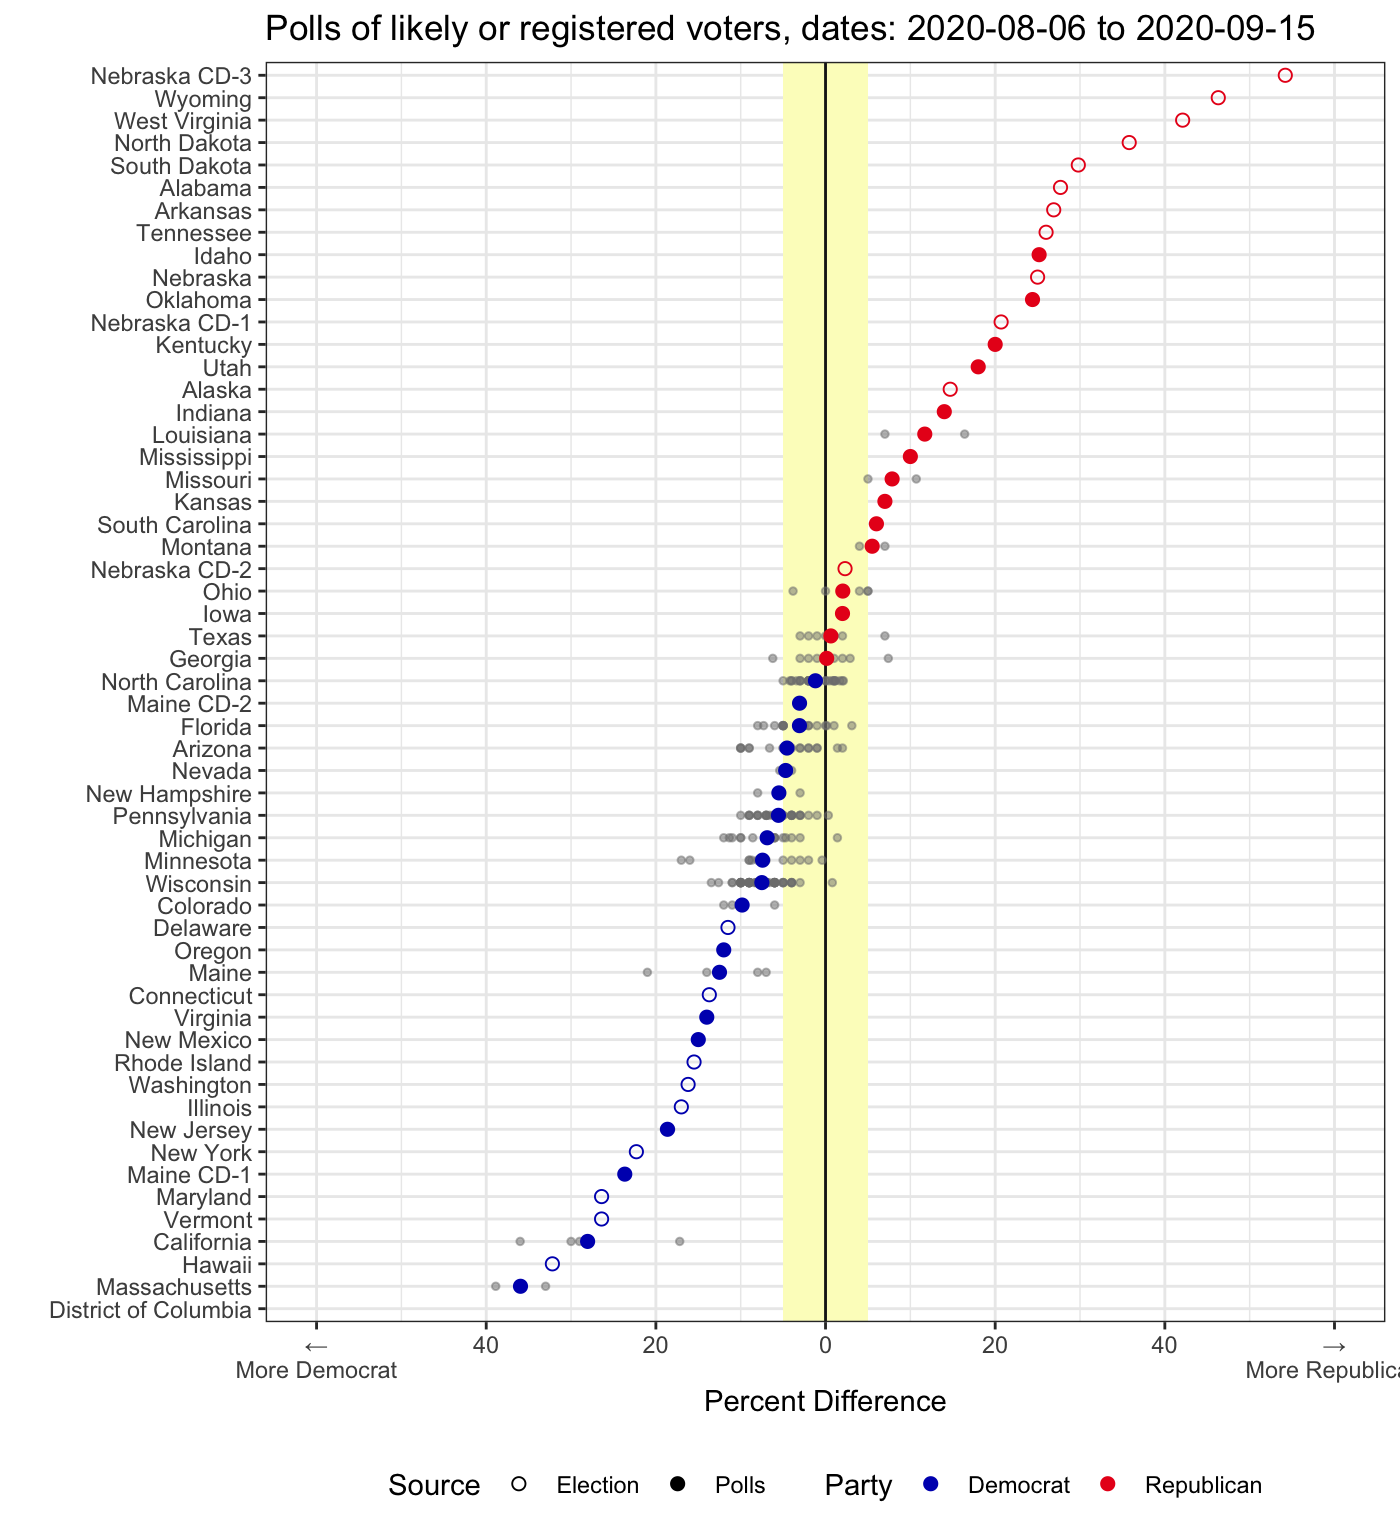 Polls of likely or registered voters, dates: 2020-08-06 to 2020-09-15
Nebraska CD-3
Wyoming
West Virginia
North Dakota
South Dakota
Alabama
Arkansas
Tennessee
Idaho
Nebraska
Oklahoma
Nebraska CD-1
Kentucky
Utah
Alaska
Indiana
Louisiana
Mississippi
Missouri
Kansas
South Carolina
Montana
Nebraska CD-2
Ohio
Iowa
Texas
Georgia
North Carolina
Maine CD-2
Florida
Arizona
Nevada
New Hampshire
Pennsylvania
Michigan
Minnesota
Wisconsin
Colorado
Delaware
Oregon
Maine
Connecticut
Virginia
New Mexico
Rhode Island
Washington
Illinois
New Jersey
New York
Maine CD-1
Maryland
Vermont
California
Hawaii
Massachusetts
District of Columbia
← 40 20 0 20 40 →
More Democrat More Republica
Percent Difference
Source Election Polls Party Democrat Republican